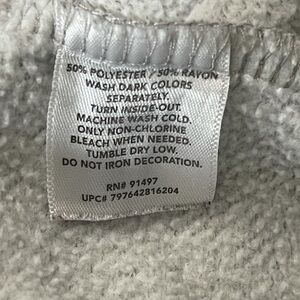 50% POLYESTER / 50% RAYON
WASH DARK COLORS
SEPARATELY.
TURN INSIDE-OUT.
MACHINE WASH COLD.
ONLY NON-CHLORINE
BLEACH WHEN NEEDED.
TUMBLE DRY LOW.
DO NOT IRON DECORATION.
RN# 91497
UPC# 797642816204